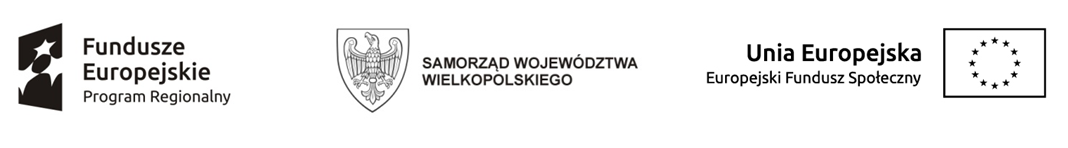 Fundusze
Europejskie
Program Regionalny
SAMORZĄD WOJEWÓDZTWA
WIELKOPOLSKIEGO
Unia Europejska
Europejski Fundusz Społeczny